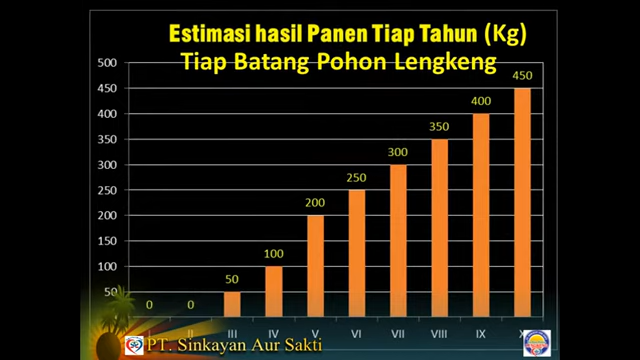 Estimasi hasil Panen Tiap Tahun (Kg)
Tiap Batang Pohon Lengkeng
500
450
400
350
300
250
200
150
100
50
0
0
50
100
200
250
300
350
400
450
II
III
IV
V
VI
VII
VIII
IX
X
PT. Sinkayan Aur Sakti